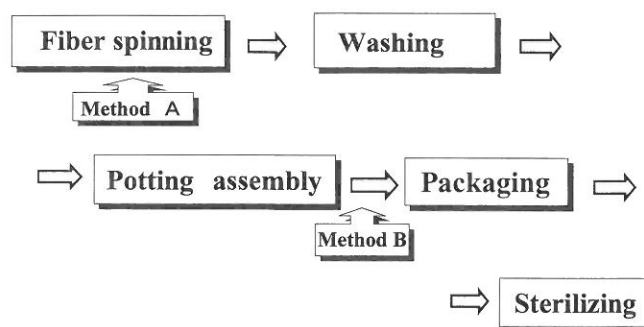 Fiber spinning
Washing
Method A
Potting assembly
Packaging
Method B
Sterilizing